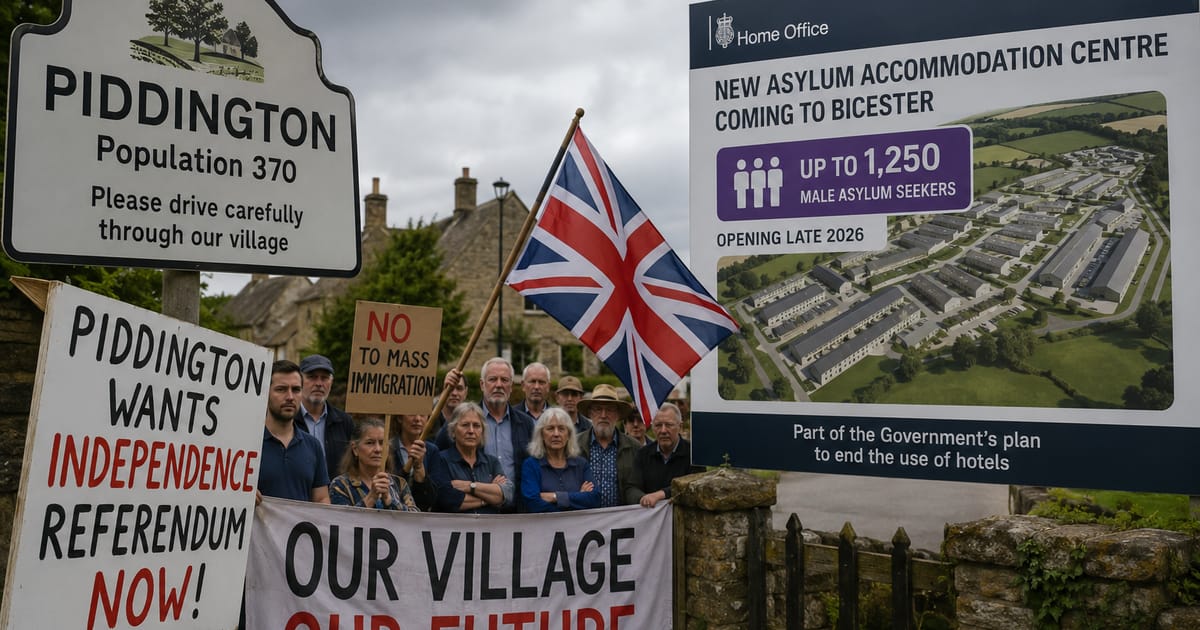 PIDDINGTON
Population 370
Please drive carefully
through our village
PIDDINGTON
WANTS
INDEPENDENCE
REFERENDUM
NOW!
NO
TO MASS
IMMIGRATION
OUR VILLAGE
OUR FUTURE
Home Office
NEW ASYLUM ACCOMMODATION CENTRE
COMING TO BICESTER
UP TO 1,250
MALE ASYLUM SEEKERS
OPENING LATE 2026
Part of the Government's plan
to end the use of hotels